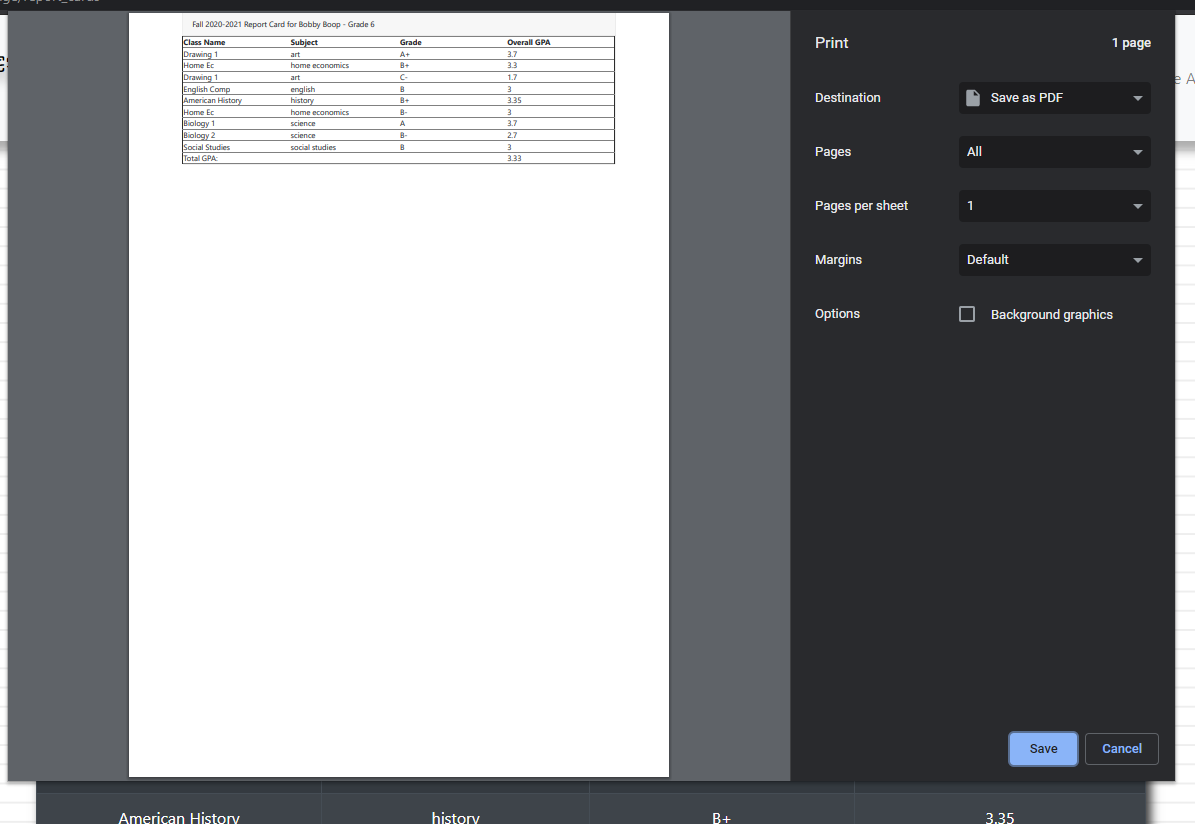 Fall 2020-2021 Report Card for Bobby Boop - Grade 6
Class Name Subject Grade Overall GPA
Drawing 1 art A+ 3.7
Home Ec home economics B+ 3.3
Drawing 1 art C- 1.7
English Comp english B 3
American History history B+ 3.35
Home Ec home economics B- 3
Biology 1 science A 3.7
Biology 2 science B- 2.7
Social Studies social studies B 3
Total GPA: 3.33
Print 1 page
Destination Save as PDF
Pages All
Pages per sheet 1
Margins Default
Options Background graphics
Save Cancel
American History history B+ 3.35